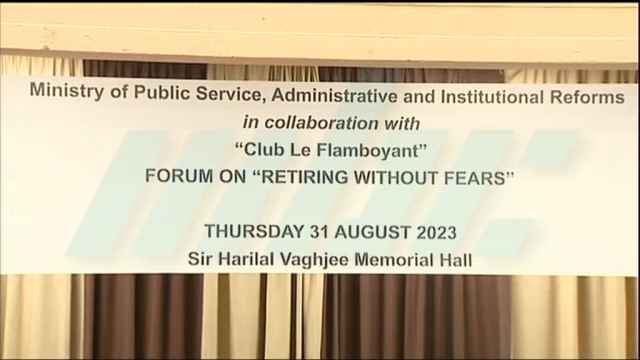 Ministry of Public Service, Administrative and Institutional Reforms
in collaboration with
“Club Le Flamboyant”
FORUM ON “RETIRING WITHOUT FEARS”
THURSDAY 31 AUGUST 2023
Sir Harilal Vaghjee Memorial Hall